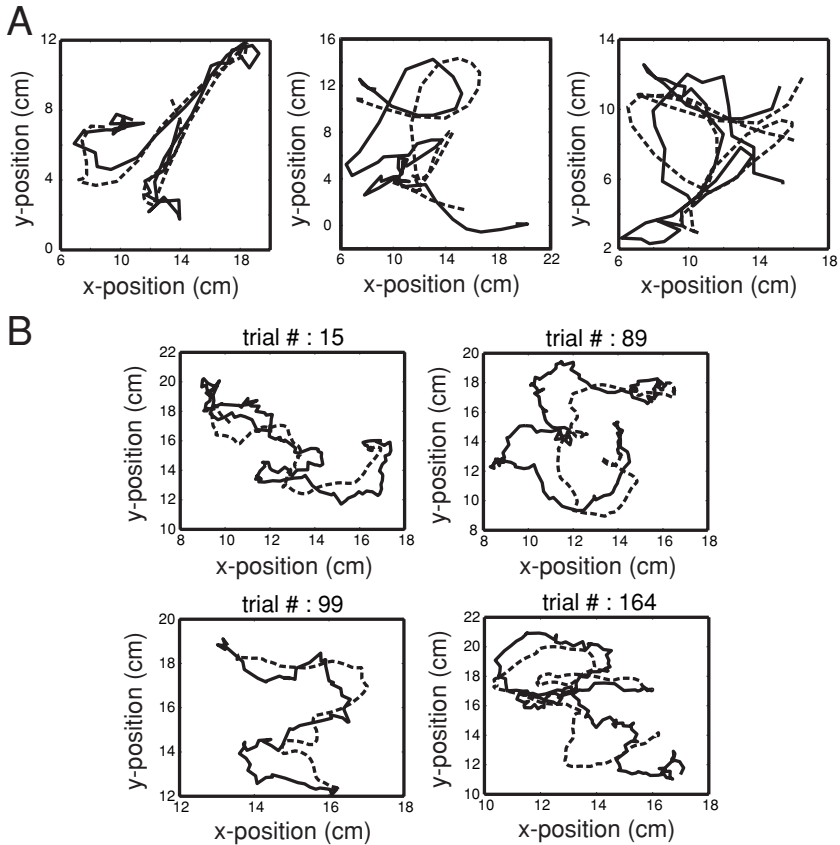 A
12
8
4
0
6 10 14 18
y-position (cm)
x-position (cm)
16
12
8
4
0
6 10 14 18 22
y-position (cm)
x-position (cm)
14
10
6
2
6 10 14 18
y-position (cm)
x-position (cm)
B
trial # : 15
22
20
18
16
14
12
10
8 10 12 14 16 18
y-position (cm)
x-position (cm)
trial # : 89
20
18
16
14
12
10
8
8 10 12 14 16 18
y-position (cm)
x-position (cm)
trial # : 99
20
18
16
14
12
12 14 16 18
y-position (cm)
x-position (cm)
trial # : 164
22
20
18
16
14
12
10
10 12 14 16 18
y-position (cm)
x-position (cm)